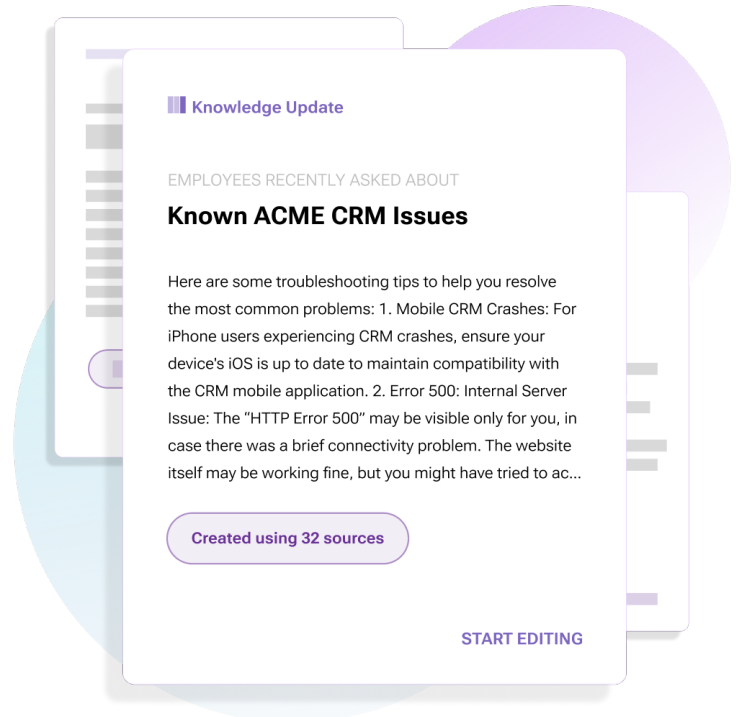 Knowledge Update
EMPLOYEES RECENTLY ASKED ABOUT
Known ACME CRM Issues
Here are some troubleshooting tips to help you resolve
the most common problems: 1. Mobile CRM Crashes: For
iPhone users experiencing CRM crashes, ensure your
device's iOS is up to date to maintain compatibility with
the CRM mobile application. 2. Error 500: Internal Server
Issue: The “HTTP Error 500” may be visible only for you, in
case there was a brief connectivity problem. The website
itself may be working fine, but you might have tried to ac...
Created using 32 sources
START EDITING